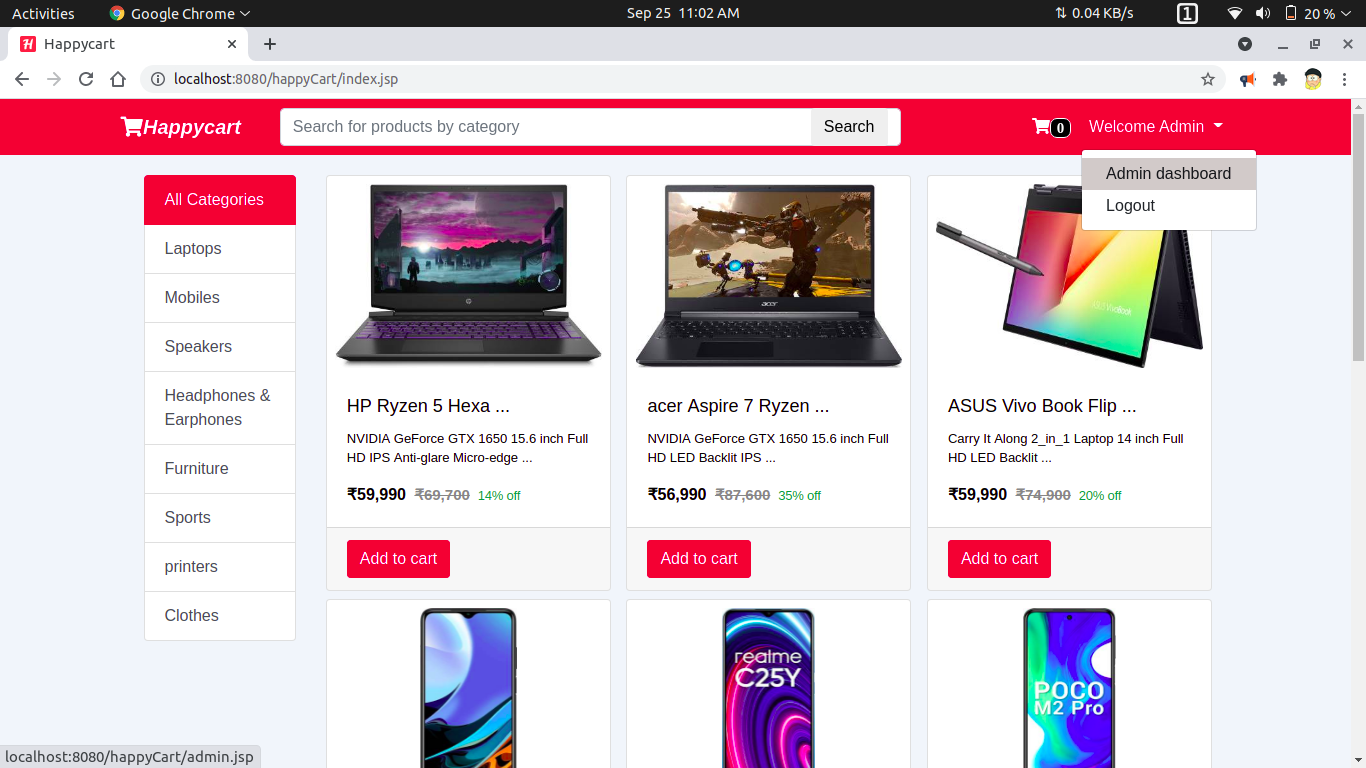 Activities
Google Chrome
Sep 25 11:02 AM
0.04 KB/s
1
20 %
Happycart
localhost:8080/happyCart/index.jsp
Happycart
Search for products by category
Search
0
Welcome Admin
Admin dashboard
Logout
All Categories
Laptops
Mobiles
Speakers
Headphones &
Earphones
Furniture
Sports
printers
Clothes
acer
HP Ryzen 5 Hexa ...
NVIDIA GeForce GTX 1650 15.6 inch Full
HD IPS Anti-glare Micro-edge ...
₹59,990 ₹69,700 14% off
Add to cart
acer Aspire 7 Ryzen ...
NVIDIA GeForce GTX 1650 15.6 inch Full
HD LED Backlit IPS ...
₹56,990 ₹87,600 35% off
Add to cart
ASUS Vivo Book Flip ...
Carry It Along 2_in_1 Laptop 14 inch Full
HD LED Backlit ...
₹59,990 ₹74,900 20% off
Add to cart
realme
C25Y
POCO
M2 Pro
localhost:8080/happyCart/admin.jsp